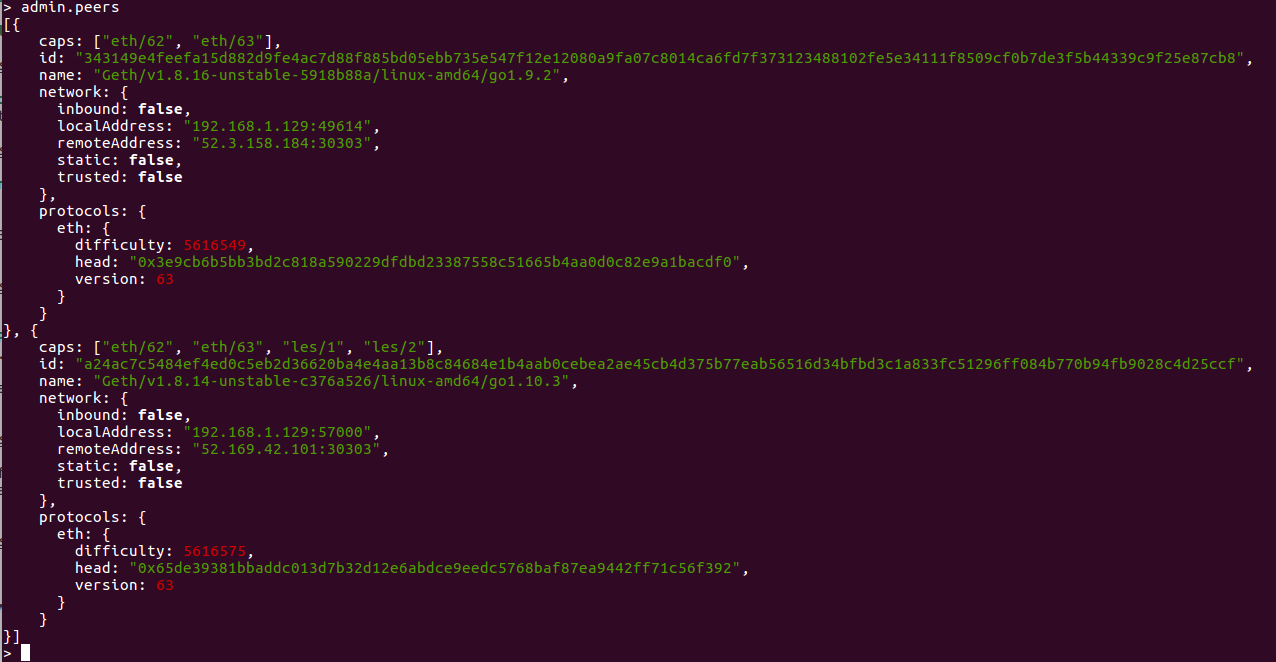 > admin.peers
[{
    caps: ["eth/62", "eth/63"],
    id: "343149e4feefa15d882d9fe4ac7d88f885bd05ebb735e547f12e12080a9fa07c8014ca6fd7f373123488102fe5e34111f8509cf0b7de3f5b44339c9f25e87cb8",
    name: "Geth/v1.8.16-unstable-5918b88a/linux-amd64/go1.9.2",
    network: {
      inbound: false,
      localAddress: "192.168.1.129:49614",
      remoteAddress: "52.3.158.184:30303",
      static: false,
      trusted: false
    },
    protocols: {
      eth: {
        difficulty: 5616549,
        head: "0x3e9cb6b5bb3bd2c818a590229dfdbd23387558c51665b4aa0d0c82e9a1bacdf0",
        version: 63
      }
    }
}, {
    caps: ["eth/62", "eth/63", "les/1", "les/2"],
    id: "a24ac7c5484ef4ed0c5eb2d36620ba4e4aa13b8c84684e1b4aab0cebea2ae45cb4d375b77eab56516d34bfbd3c1a833fc51296ff084b770b94fb9028c4d25ccf",
    name: "Geth/v1.8.14-unstable-c376a526/linux-amd64/go1.10.3",
    network: {
      inbound: false,
      localAddress: "192.168.1.129:57000",
      remoteAddress: "52.169.42.101:30303",
      static: false,
      trusted: false
    },
    protocols: {
      eth: {
        difficulty: 5616575,
        head: "0x65de39381bbaddc013d7b32d12e6abdce9eedc5768baf87ea9442ff71c56f392",
        version: 63
      }
    }
}]
>